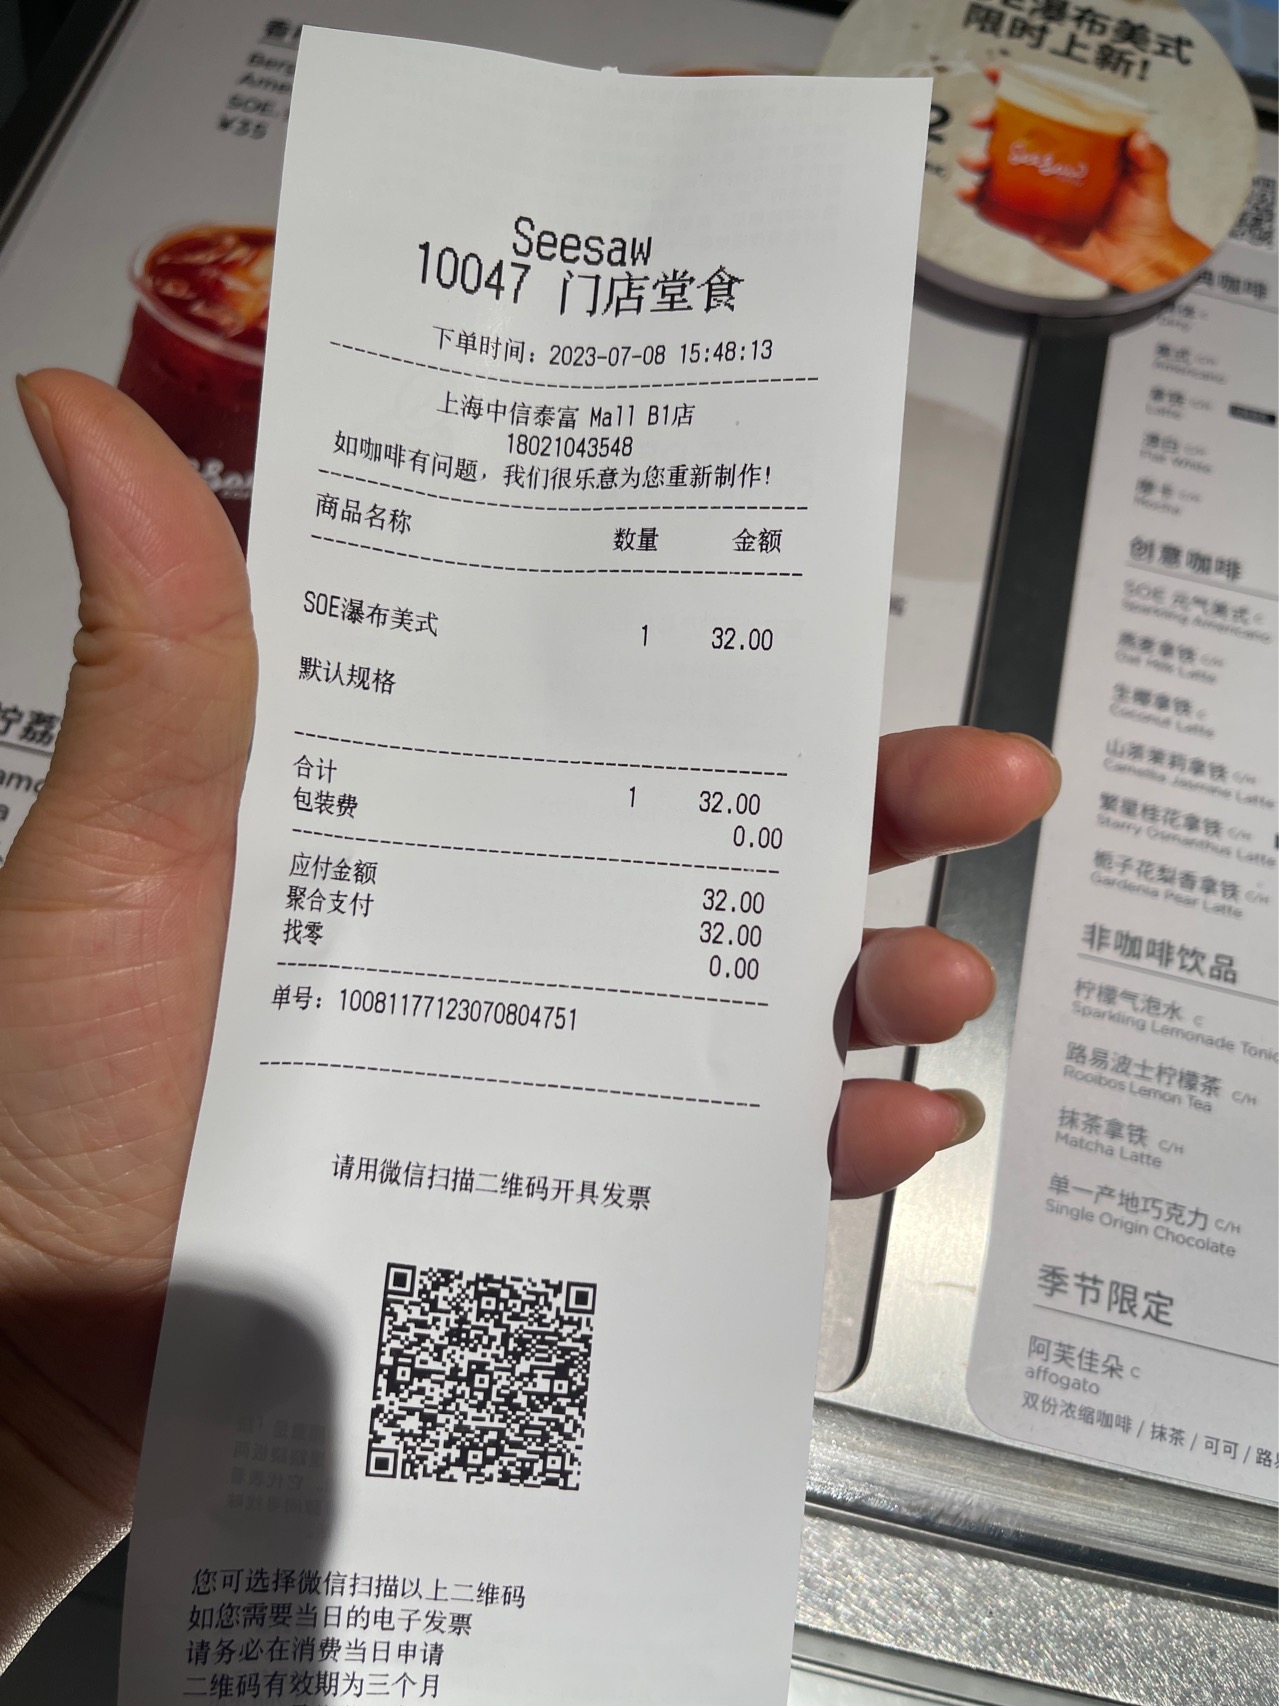 Seesaw
10047 门店堂食
下单时间：2023-07-08 15:48:13
上海中信泰富 Mall B1店
18021043548
如咖啡有问题，我们很乐意为您重新制作！
商品名称 数量 金额
SOE瀑布美式 1 32.00
默认规格
合计 1 32.00
包装费 0.00
应付金额 32.00
聚合支付 32.00
找零 0.00
单号：10081177123070804751
请用微信扫描二维码开具发票
您可选择微信扫描以上二维码
如您需要当日的电子发票
请务必在消费当日申请
二维码有效期为三个月
瀑布美式
限时上新！
Seesaw
¥35
咖啡
美式
Americano
拿铁
Latte
Flat White
摩卡
Mocha
创意咖啡
SOE 元气美式 C
Sparkling Americano
燕麦拿铁 C/H
Oat Milk Latte
生椰拿铁 C
Coconut Latte
山茶茉莉拿铁 C/H
Camellia Jasmine Latte
繁星桂花拿铁 C/H
Starry Osmanthus Latte
栀子花梨香拿铁 C/H
Gardenia Pear Latte
非咖啡饮品
柠檬气泡水 C
Sparkling Lemonade Tonic
路易波士柠檬茶 C/H
Rooibos Lemon Tea
抹茶拿铁 C/H
Matcha Latte
单一产地巧克力 C/H
Single Origin Chocolate
季节限定
阿芙佳朵 C
affogato
双份浓缩咖啡 / 抹茶 / 可可 / 路